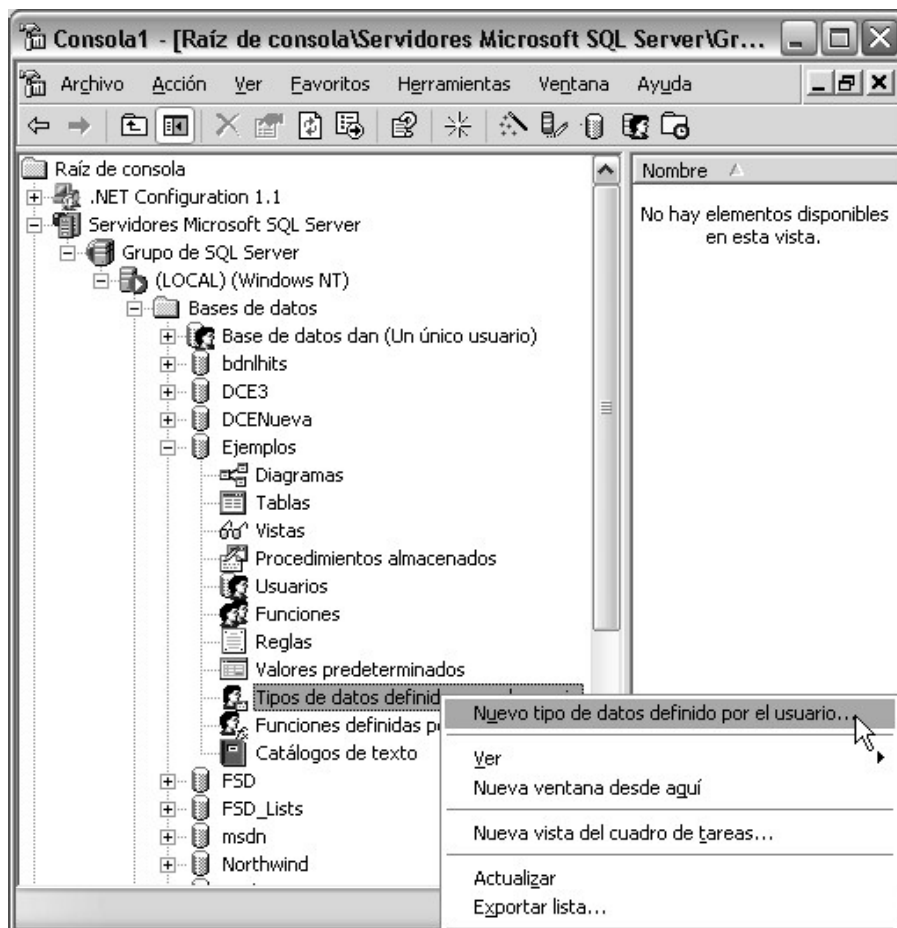 Consola1 - [Raíz de consola\Servidores Microsoft SQL Server\Gr...
Archivo Acción Ver Favoritos Herramientas Ventana Ayuda
Raíz de consola
.NET Configuration 1.1
Servidores Microsoft SQL Server
Grupo de SQL Server
(LOCAL) (Windows NT)
Bases de datos
Base de datos dan (Un único usuario)
bdnlhits
DCE3
DCENueva
Ejemplos
Diagramas
Tablas
Vistas
Procedimientos almacenados
Usuarios
Funciones
Reglas
Valores predeterminados
Tipos de datos definid
Funciones definidas p
Catálogos de texto
FSD
FSD_Lists
msdn
Northwind
Nombre
No hay elementos disponibles
en esta vista.
Nuevo tipo de datos definido por el usuario...
Ver
Nueva ventana desde aquí
Nueva vista del cuadro de tareas...
Actualizar
Exportar lista...